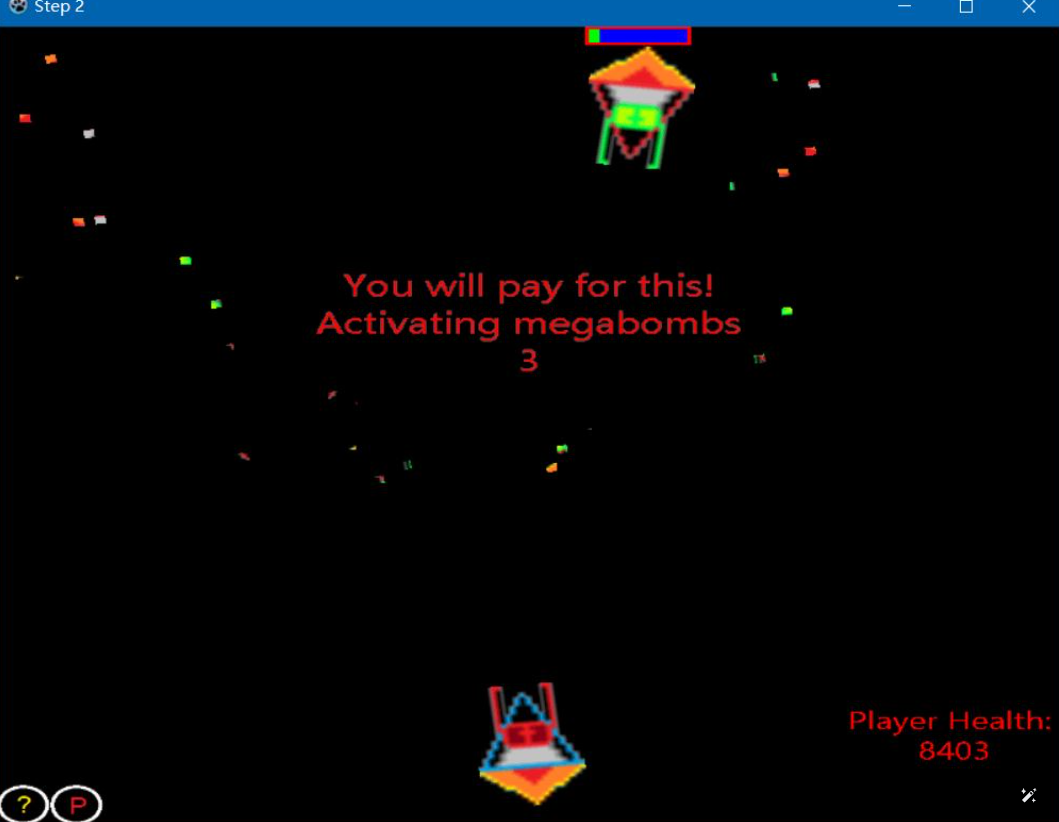 Step 2
You will pay for this!
Activating megabombs
3
Player Health:
8403
? P